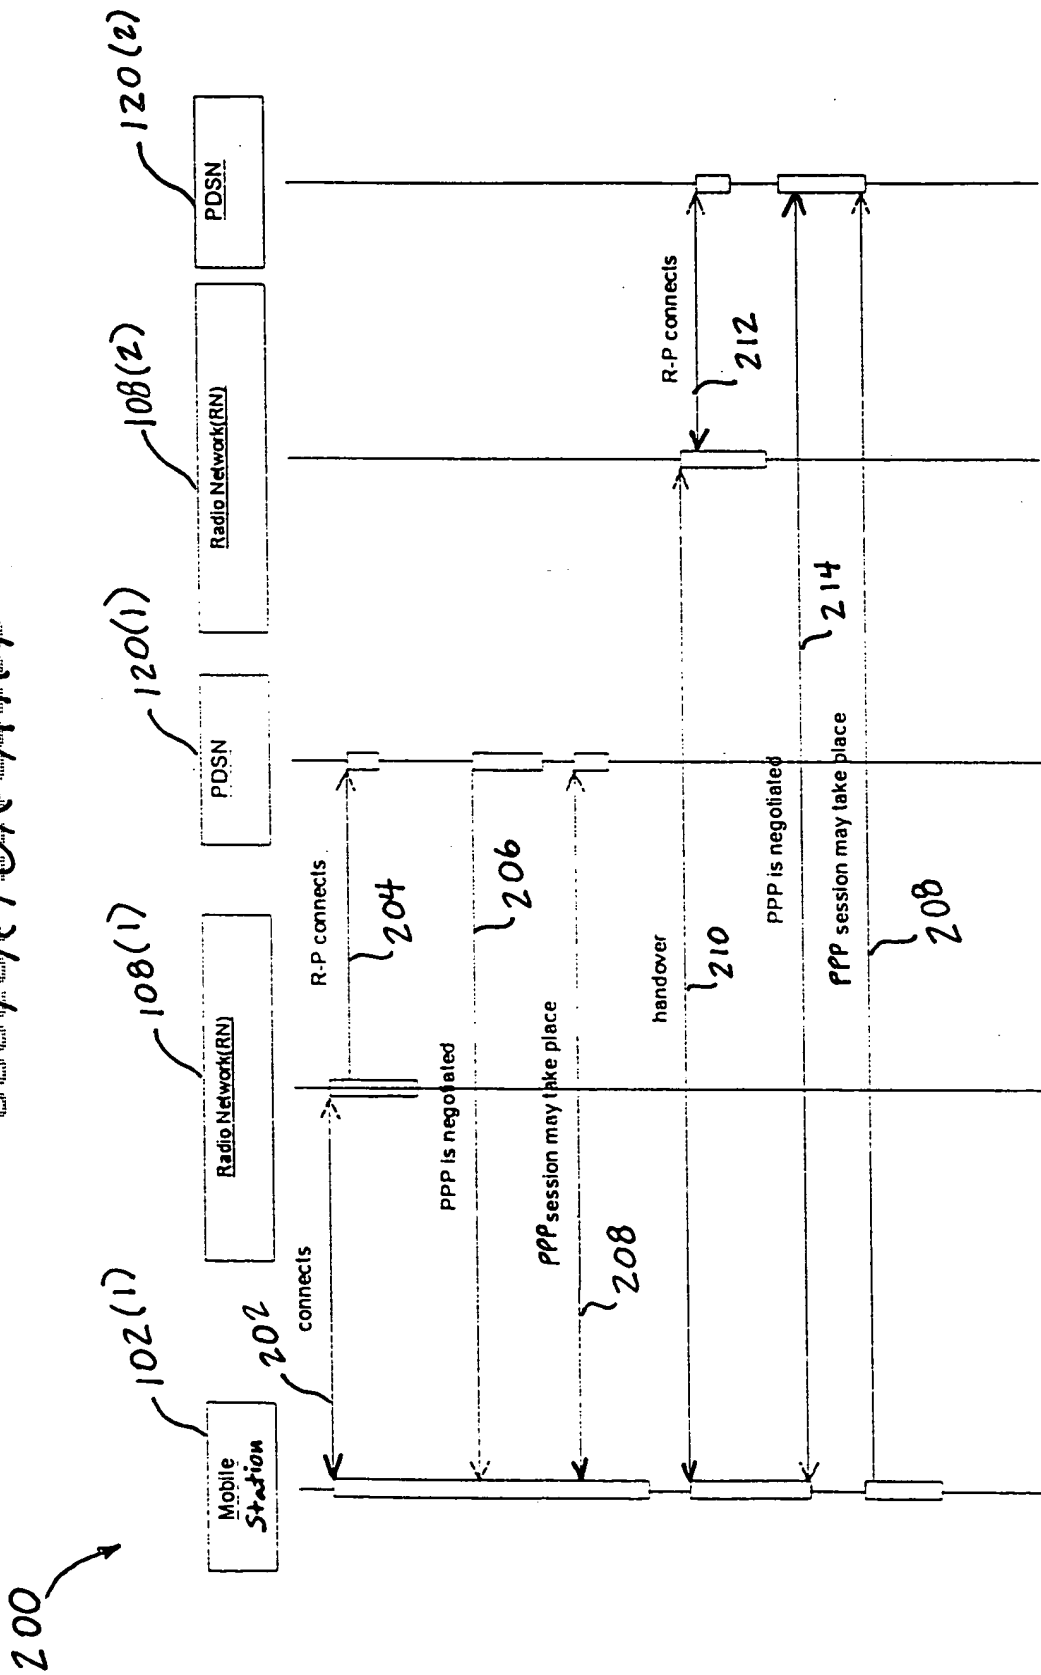 200
102(1)
108(1)
120(1)
108(2)
120(2)
Mobile
Station
Radio Network(RN)
PDSN
Radio Network(RN)
PDSN
connects
202
R-P connects
204
PPP is negotiated
206
PPP session may take place
208
handover
210
R-P connects
212
PPP is negotiated
214
PPP session may take place
208